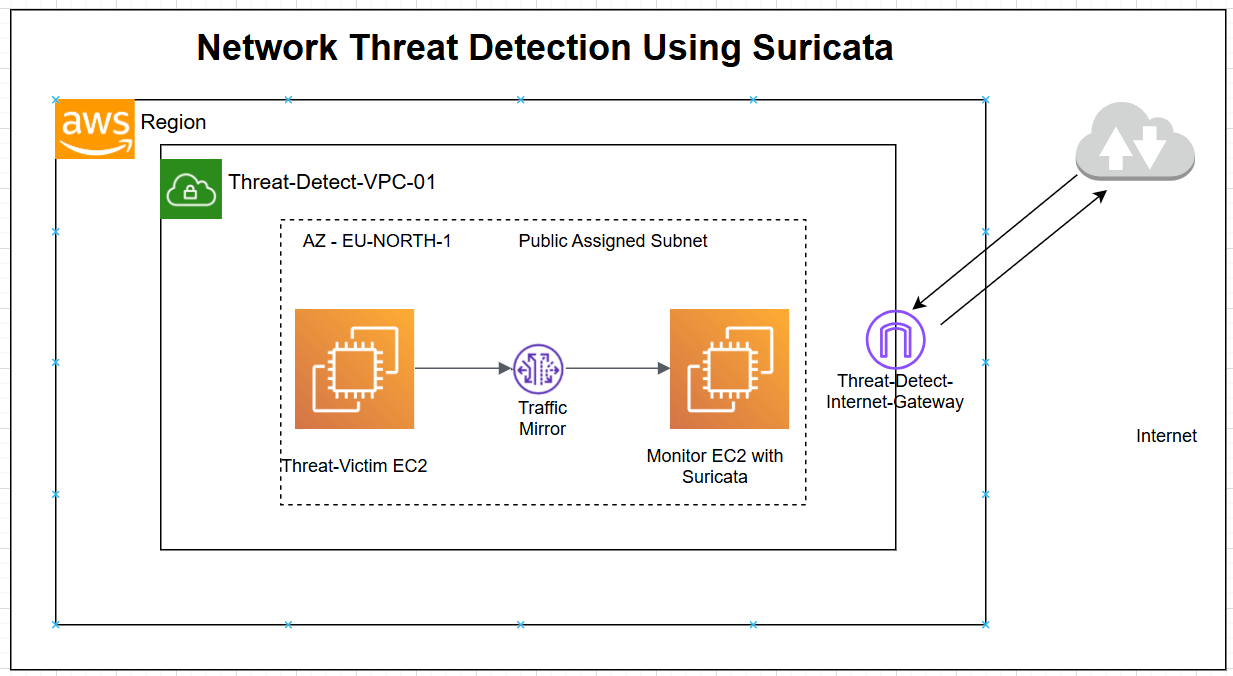 Network Threat Detection Using Suricata
aws
Region
Threat-Detect-VPC-01
AZ - EU-NORTH-1
Public Assigned Subnet
Traffic
Mirror
Threat-Victim EC2
Monitor EC2 with
Suricata
Threat-Detect-
Internet-Gateway
Internet